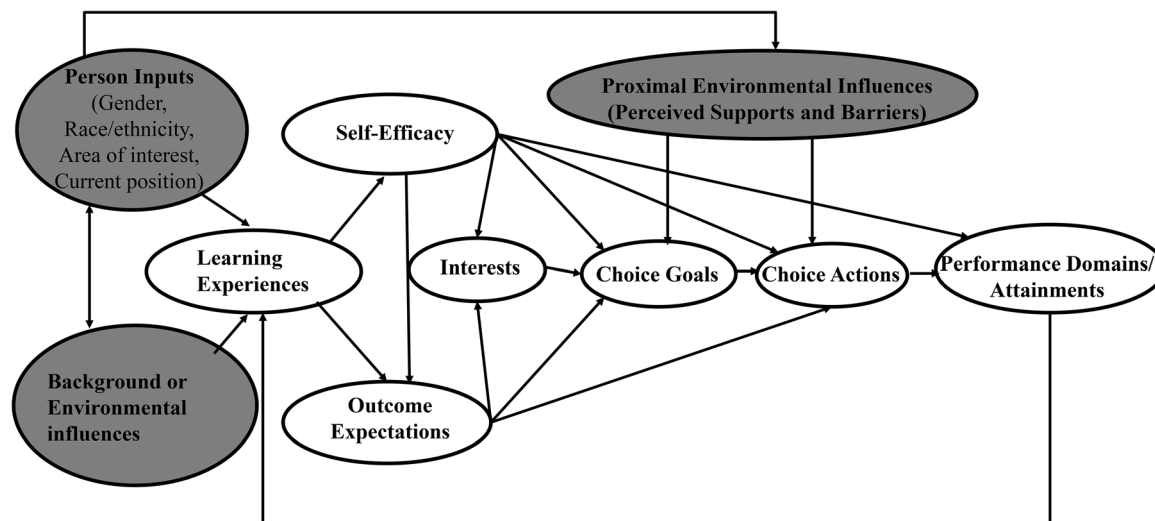 Person Inputs
(Gender,
Race/ethnicity,
Area of interest,
Current position)
Proximal Environmental Influences
(Perceived Supports and Barriers)
Self-Efficacy
Learning
Experiences
Interests
Choice Goals
Choice Actions
Performance Domains/
Attainments
Background or
Environmental
influences
Outcome
Expectations